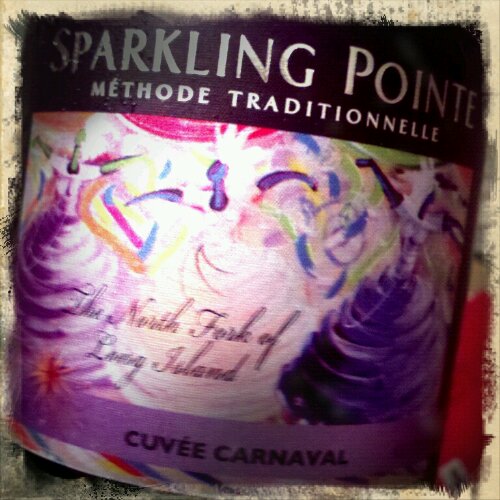 SPARKLING POINTE
MÉTHODE TRADITIONNELLE
The North Fork of
Long Island
CUVÉE CARNAVAL